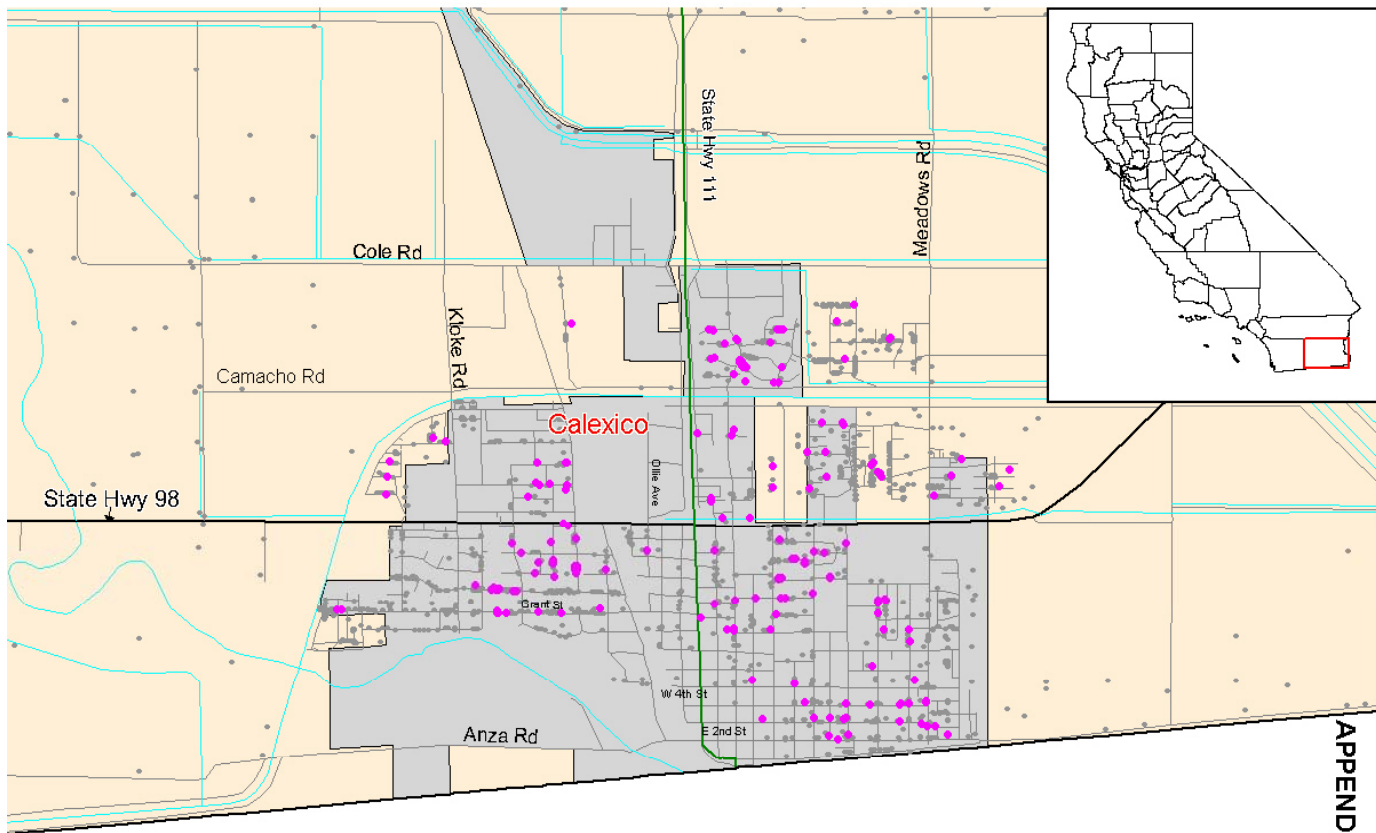 State Hwy 111
Meadows Rd
Cole Rd
Kloke Rd
Camacho Rd
Calexico
Ollie Ave
State Hwy 98
Grant St
W 4th St
E 2nd St
Anza Rd
APPEND